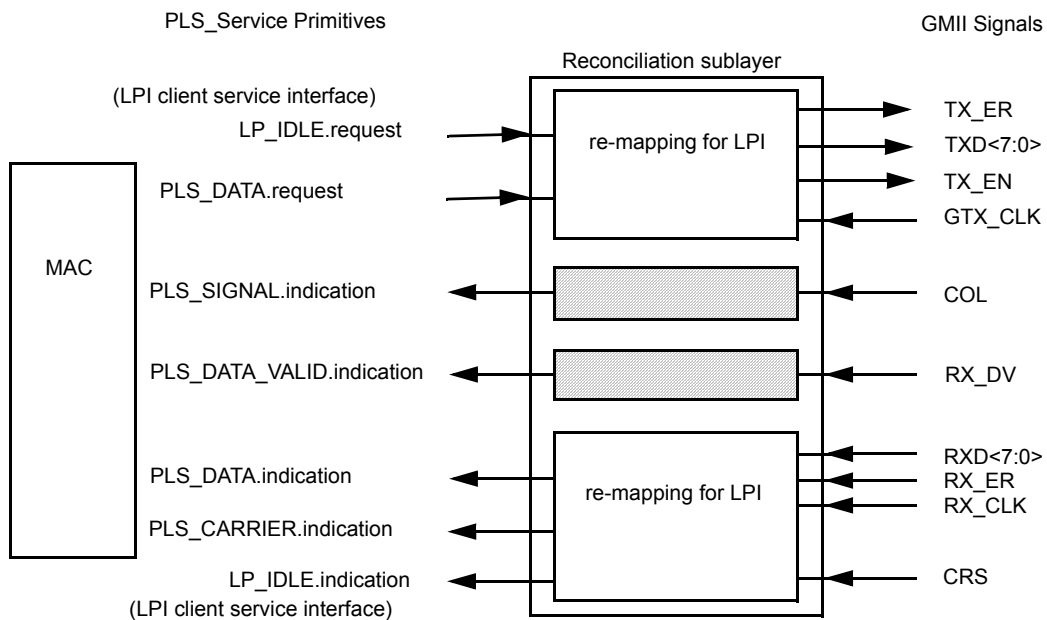 PLS_Service Primitives
GMII Signals
Reconciliation sublayer
(LPI client service interface)
LP_IDLE.request
PLS_DATA.request
re-mapping for LPI
TX_ER
TXD<7:0>
TX_EN
GTX_CLK
MAC
PLS_SIGNAL.indication
COL
PLS_DATA_VALID.indication
RX_DV
PLS_DATA.indication
PLS_CARRIER.indication
LP_IDLE.indication
(LPI client service interface)
re-mapping for LPI
RXD<7:0>
RX_ER
RX_CLK
CRS